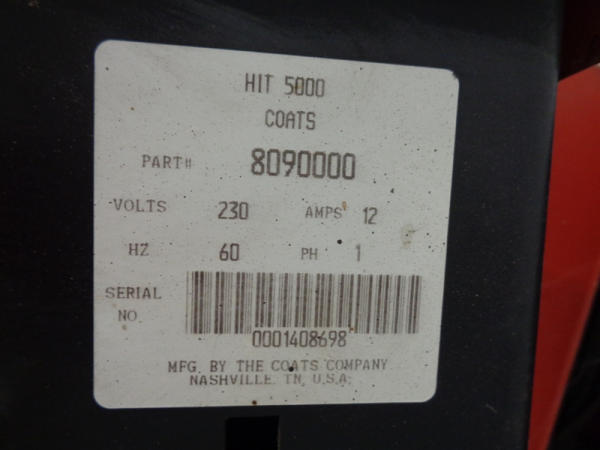 HIT 5000
COATS
PART# 8090000
VOLTS 230 AMPS 12
HZ 60 PH 1
SERIAL
NO.
0001408698
MFG. BY THE COATS COMPANY
NASHVILLE, TN, U.S.A.